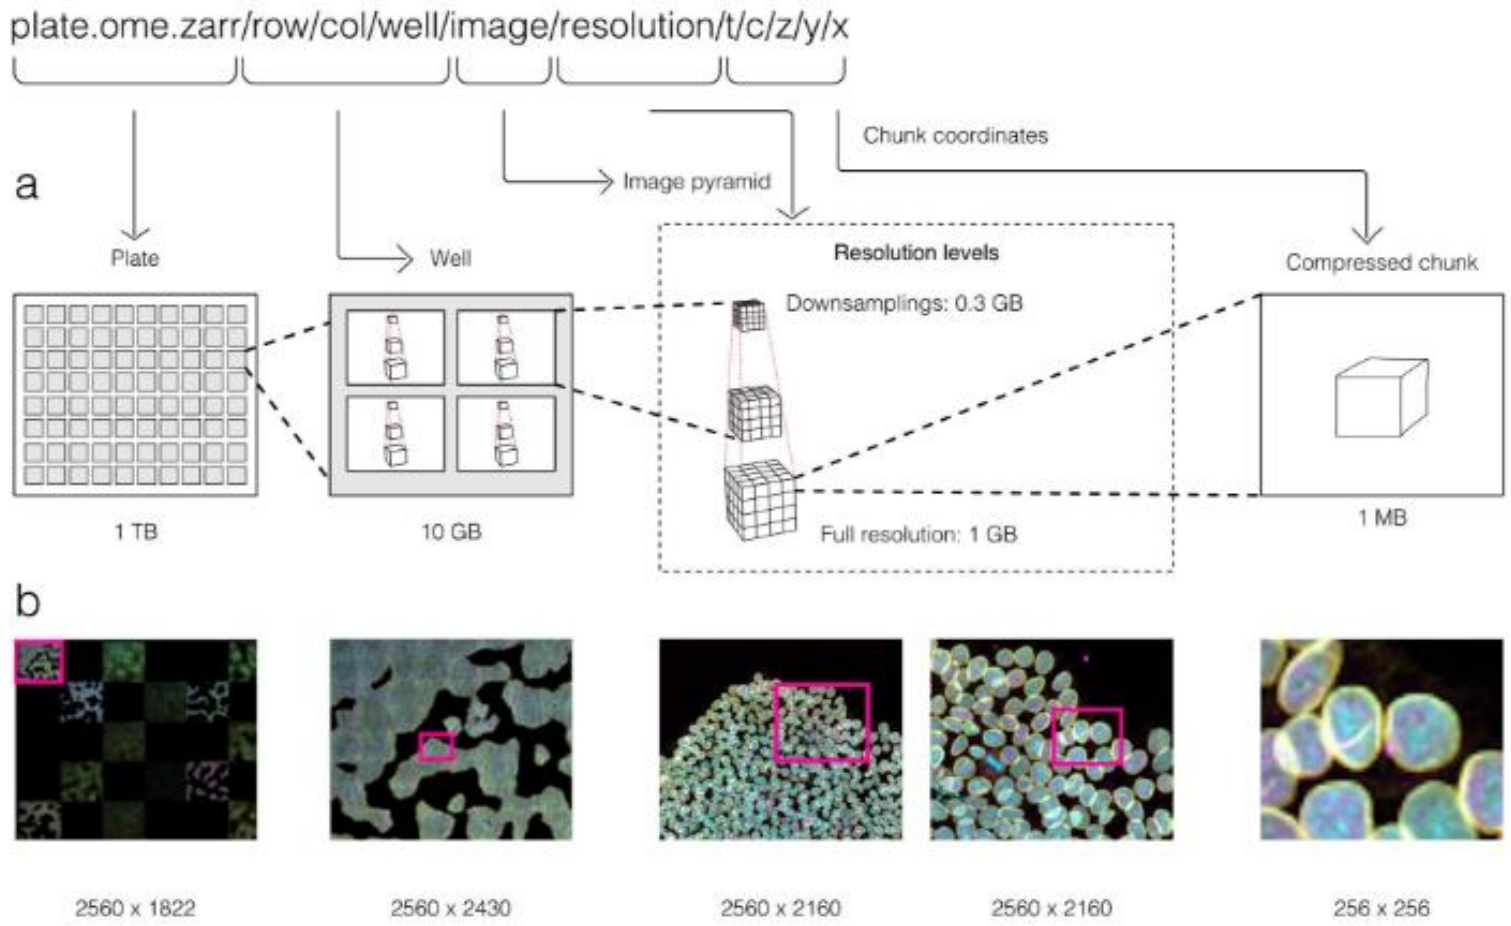 plate.ome.zarr/row/col/well/image/resolution/t/c/z/y/x
Chunk coordinates
a
Image pyramid
Plate
Well
Resolution levels
Compressed chunk
Downsamplings: 0.3 GB
Full resolution: 1 GB
1 TB
10 GB
1 MB
b
2560 x 1822
2560 x 2430
2560 x 2160
2560 x 2160
256 x 256